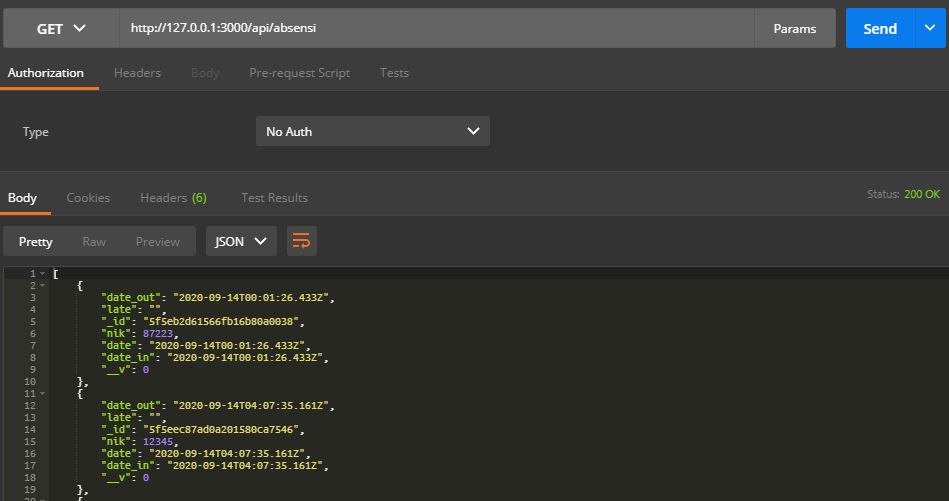 GET http://127.0.0.1:3000/api/absensi Params Send
Authorization Headers Body Pre-request Script Tests
Type No Auth
Body Cookies Headers (6) Test Results Status: 200 OK
Pretty Raw Preview JSON
1 [
2 {
3 "date_out": "2020-09-14T00:01:26.433Z",
4 "late": "",
5 "_id": "5f5eb2d61566fb16b80a0038",
6 "nik": 87223,
7 "date": "2020-09-14T00:01:26.433Z",
8 "date_in": "2020-09-14T00:01:26.433Z",
9 "__v": 0
10 },
11 {
12 "date_out": "2020-09-14T04:07:35.161Z",
13 "late": "",
14 "_id": "5f5eec87ad0a201580ca7546",
15 "nik": 12345,
16 "date": "2020-09-14T04:07:35.161Z",
17 "date_in": "2020-09-14T04:07:35.161Z",
18 "__v": 0
19 },
20 {